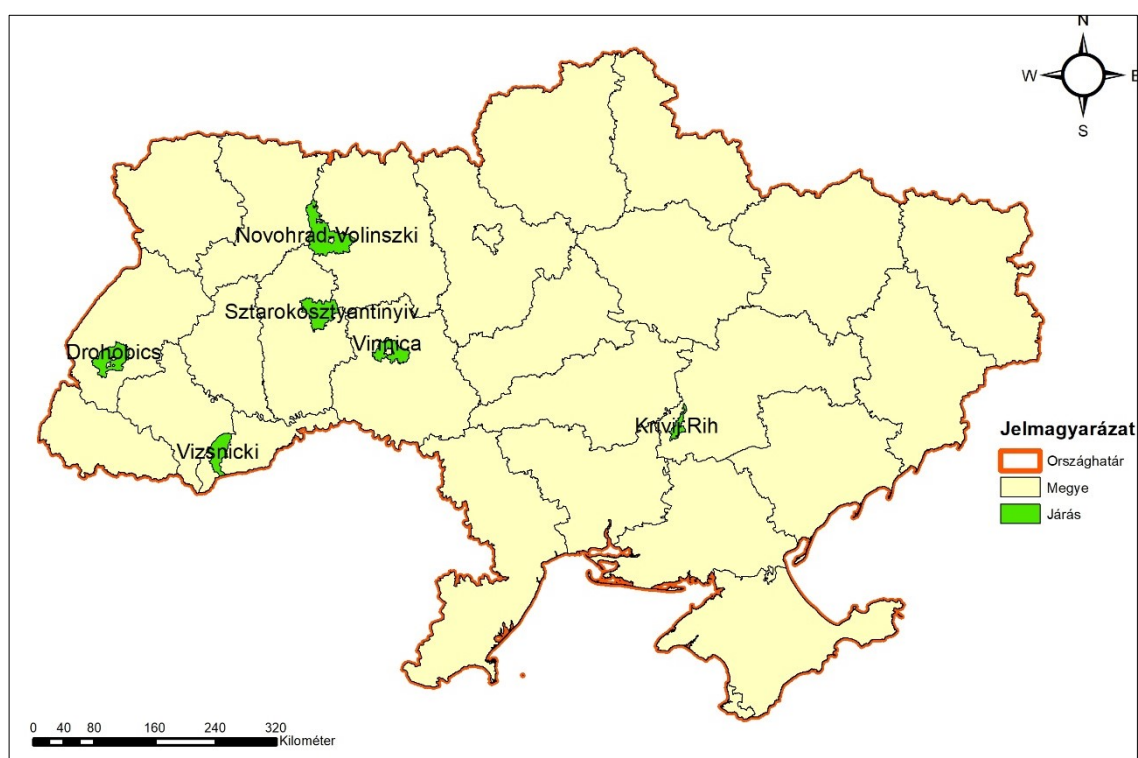 N
W E
S
Novohrad-Volinszki
Sztarokosztyantinyiv
Vinnica
Drohobics
Vizsnicki
Krivij Rih
Jelmagyarázat
Országhatár
Megye
Járás
0 40 80 160 240 320
Kilométer